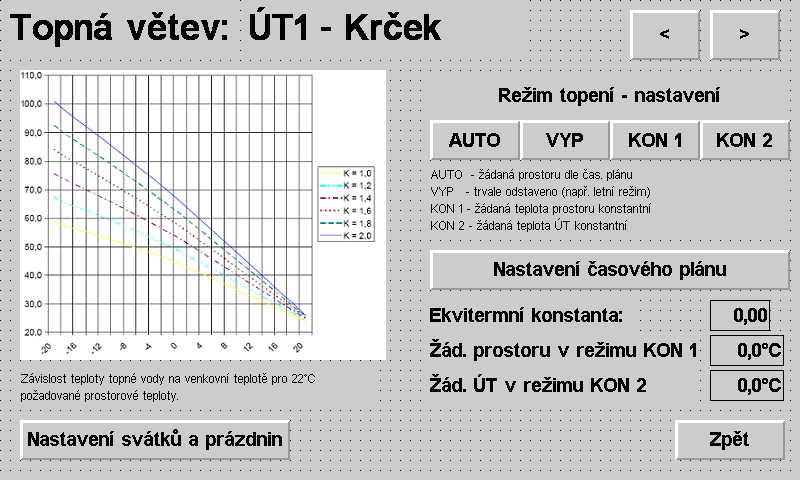 Topná větev: ÚT1 - Krček
<
>
110,0
100,0
90,0
80,0
70,0
60,0
50,0
40,0
30,0
20,0
-20
-16
-12
-8
-4
0
4
8
12
16
20
K = 1,0
K = 1,2
K = 1,4
K = 1,6
K = 1,8
K = 2,0
Závislost teploty topné vody na venkovní teplotě pro 22°C
požadované prostorové teploty.
Nastavení svátků a prázdnin
Režim topení - nastavení
AUTO VYP KON 1 KON 2
AUTO - žádaná prostoru dle čas. plánu
VYP - trvale odstaveno (např. letní režim)
KON 1 - žádaná teplota prostoru konstantní
KON 2 - žádaná teplota ÚT konstantní
Nastavení časového plánu
Ekvitermní konstanta: 0,00
Žád. prostoru v režimu KON 1 0,0°C
Žád. ÚT v režimu KON 2 0,0°C
Zpět